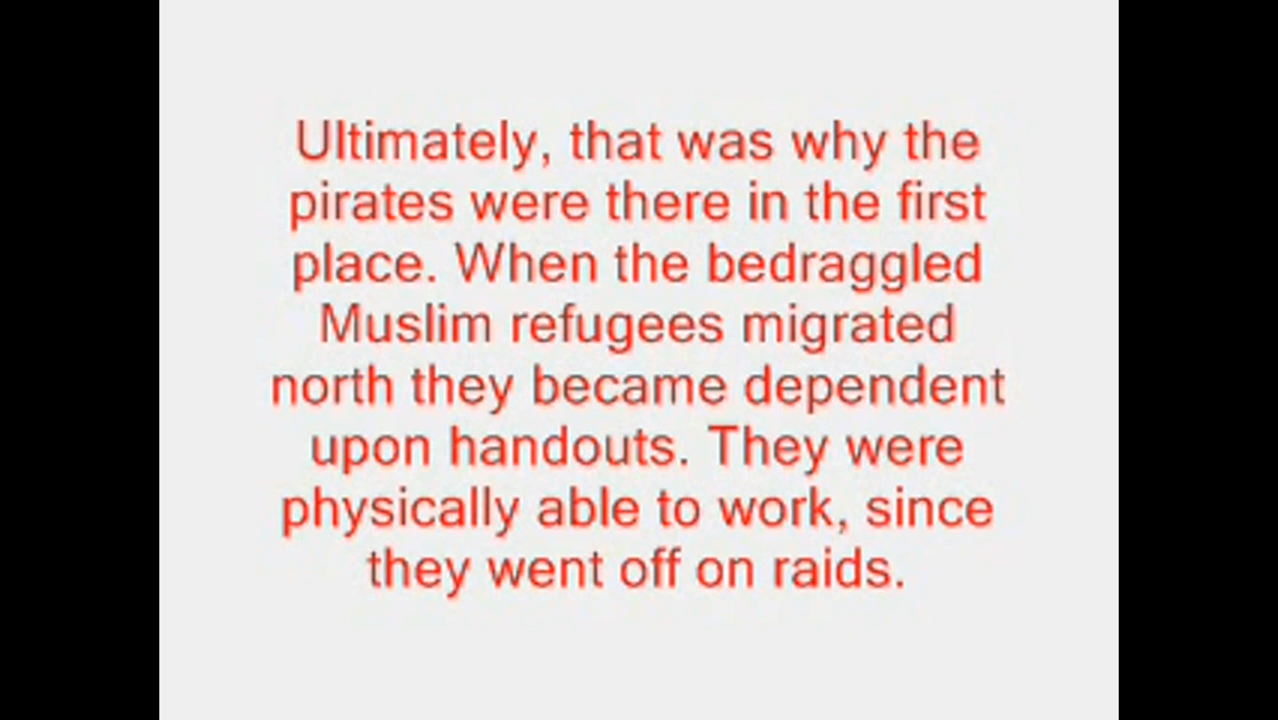 Ultimately, that was why the
pirates were there in the first
place. When the bedraggled
Muslim refugees migrated
north they became dependent
upon handouts. They were
physically able to work, since
they went off on raids.